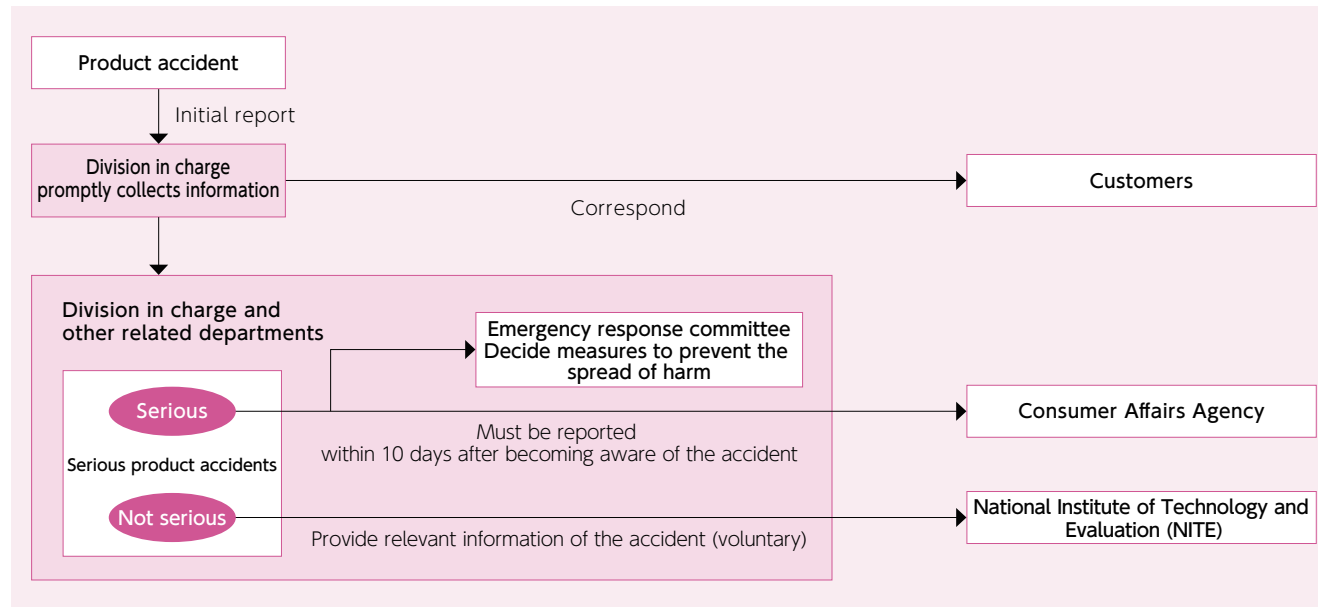 Product accident
Initial report
Division in charge
promptly collects information
Customers
Correspond
Division in charge and
other related departments
Emergency response committee
Decide measures to prevent the
spread of harm
Serious
Consumer Affairs Agency
Must be reported
within 10 days after becoming aware of the accident
Serious product accidents
Not serious
National Institute of Technology and
Evaluation (NITE)
Provide relevant information of the accident (voluntary)